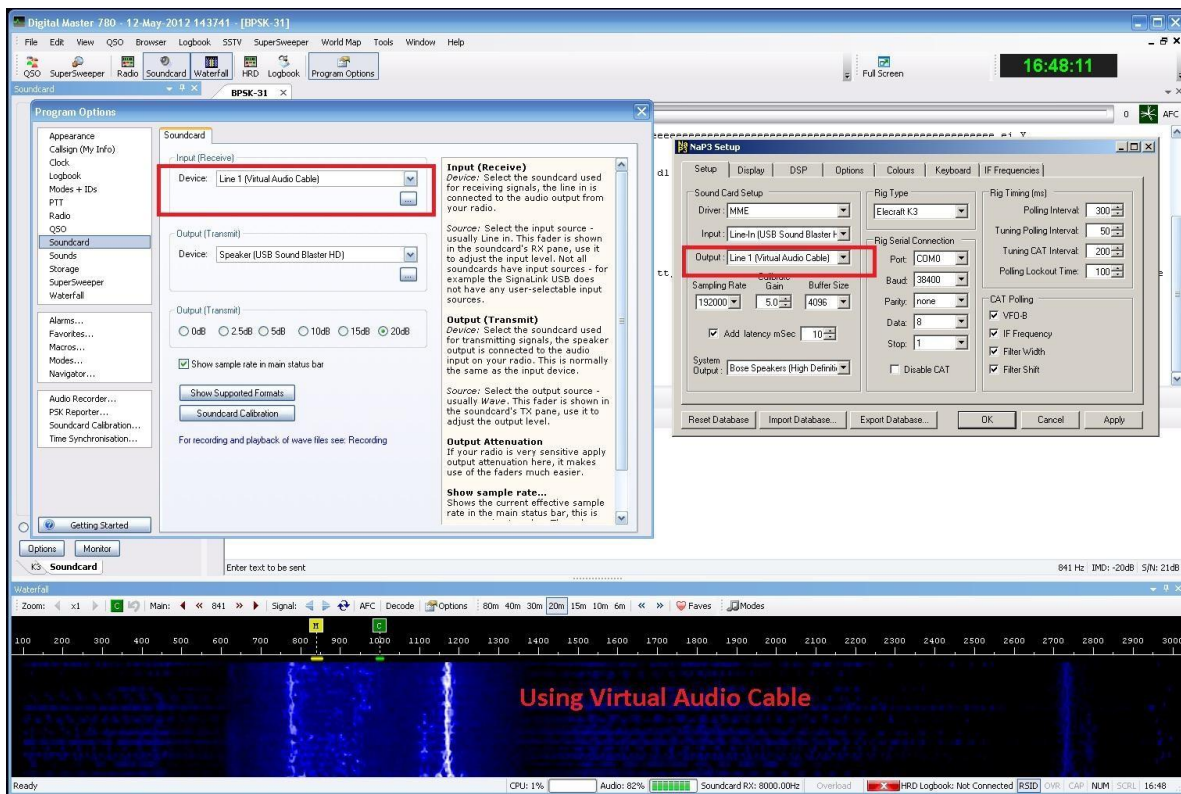 Digital Master 780 - 12-May-2012 143741 - [BPSK-31]
File Edit View QSO Browser Logbook SSTV SuperSweeper World Map Tools Window Help
QSO SuperSweeper Radio Soundcard Waterfall HRD Logbook Program Options Full Screen 16:48:11
Soundcard
BPSK-31
0 AFC
Program Options
Appearance
Callsign (My Info)
Clock
Logbook
Modes + IDs
PTT
Radio
QSO
Soundcard
Sounds
Storage
SuperSweeper
Waterfall
Alarms...
Favorites...
Macros...
Modes...
Navigator...
Audio Recorder...
PSK Reporter...
Soundcard Calibration...
Time Synchronisation...
Getting Started
Soundcard
Input (Receive)
Device: Line 1 (Virtual Audio Cable)
...
Output (Transmit)
Device: Speaker (USB Sound Blaster HD)
...
Output (Transmit)
0dB 2.5dB 5dB 10dB 15dB 20dB
Show sample rate in main status bar
Show Supported Formats
Soundcard Calibration
For recording and playback of wave files see: Recording
Input (Receive)
Device: Select the soundcard used
for receiving signals, the line in is
connected to the audio output from
your radio.
Source: Select the input source -
usually Line in. This fader is shown
in the soundcard's RX pane, use it
to adjust the input level. Not all
soundcards have input sources - for
example the SignaLink USB does
not have any user-selectable input
sources.
Output (Transmit)
Device: Select the soundcard used
for transmitting signals, the speaker
output is connected to the audio
input on your radio. This is normally
the same as the input device.
Source: Select the output source -
usually Wave. This fader is shown in
the soundcard's TX pane, use it to
adjust the output level.
Output Attenuation
If your radio is very sensitive apply
output attenuation here, it makes
use of the faders much easier.
Show sample rate...
Shows the current effective sample
rate in the main status bar, this is
NaP3 Setup
Setup Display DSP Options Colours Keyboard IF Frequencies
Sound Card Setup
Driver: MME
Input: Line-In (USB Sound Blaster H
Output: Line 1 (Virtual Audio Cable)
Sampling Rate Calibrate Gain Buffer Size
192000 5.0 4096
Add latency mSec 10
System Output: Bose Speakers (High Definiti
Rig Type
Elecraft K3
Rig Serial Connection
Port: COM0
Baud: 38400
Parity: none
Data: 8
Stop: 1
Disable CAT
Rig Timing (ms)
Polling Interval: 300
Tuning Polling Interval: 50
Tuning CAT Interval: 200
Polling Lockout Time: 100
CAT Polling
VFO-B
IF Frequency
Filter Width
Filter Shift
Reset Database Import Database... Export Database... OK Cancel Apply
Options Monitor
K3 Soundcard
Enter text to be sent
841 Hz IMD: -20dB S/N: 21dB
Waterfall
Zoom: x1 C Main: 841 Signal: AFC Decode Options 80m 40m 30m 20m 15m 10m 6m Faves Modes
M C
100 200 300 400 500 600 700 800 900 1000 1100 1200 1300 1400 1500 1600 1700 1800 1900 2000 2100 2200 2300 2400 2500 2600 2700 2800 2900 3000
Using Virtual Audio Cable
Ready CPU: 1% Audio: 82% Soundcard RX: 8000.00Hz Overload HRD Logbook: Not Connected RSID OVR CAP NUM SCRL 16:48